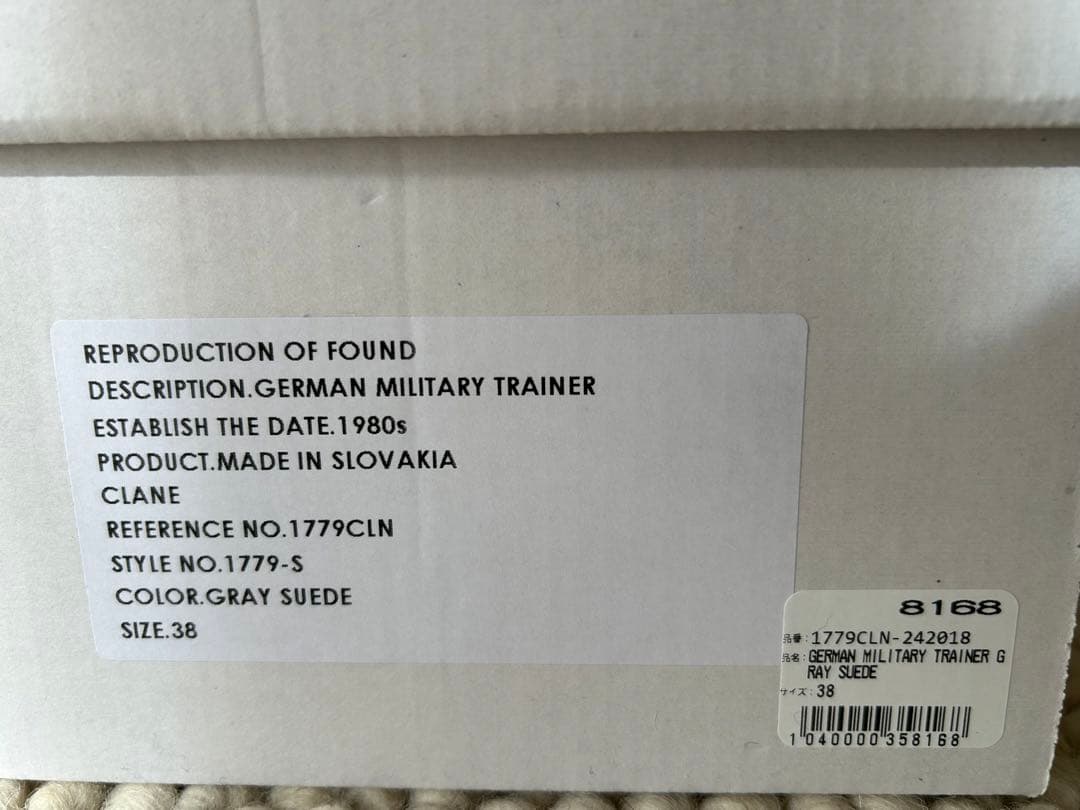 REPRODUCTION OF FOUND
DESCRIPTION.GERMAN MILITARY TRAINER
ESTABLISH THE DATE.1980s
PRODUCT.MADE IN SLOVAKIA
CLANE
REFERENCE NO.1779CLN
STYLE NO.1779-S
COLOR.GRAY SUEDE
SIZE.38
8168
品番:1779CLN-242018
品名:GERMAN MILITARY TRAINER G
RAY SUEDE
サイズ:38
1040000358168